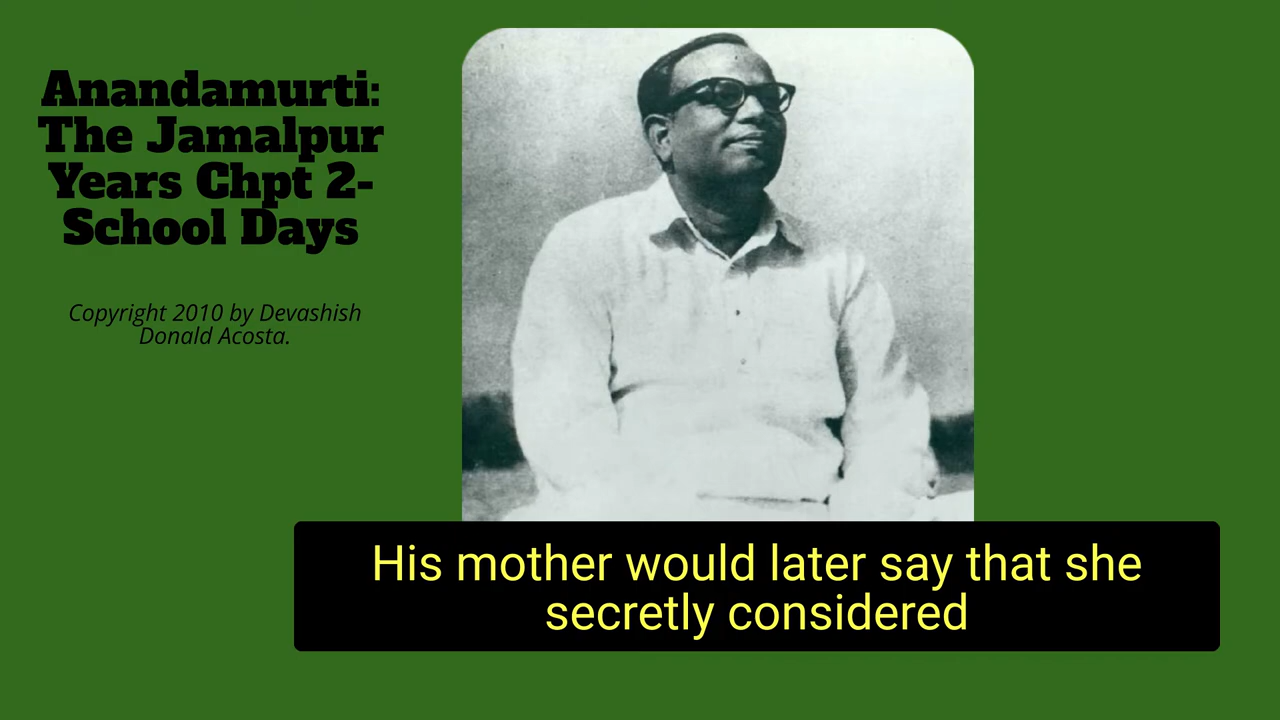 Anandamurti:
The Jamalpur
Years Chpt 2-
School Days
Copyright 2010 by Devashish
Donald Acosta.
His mother would later say that she
secretly considered